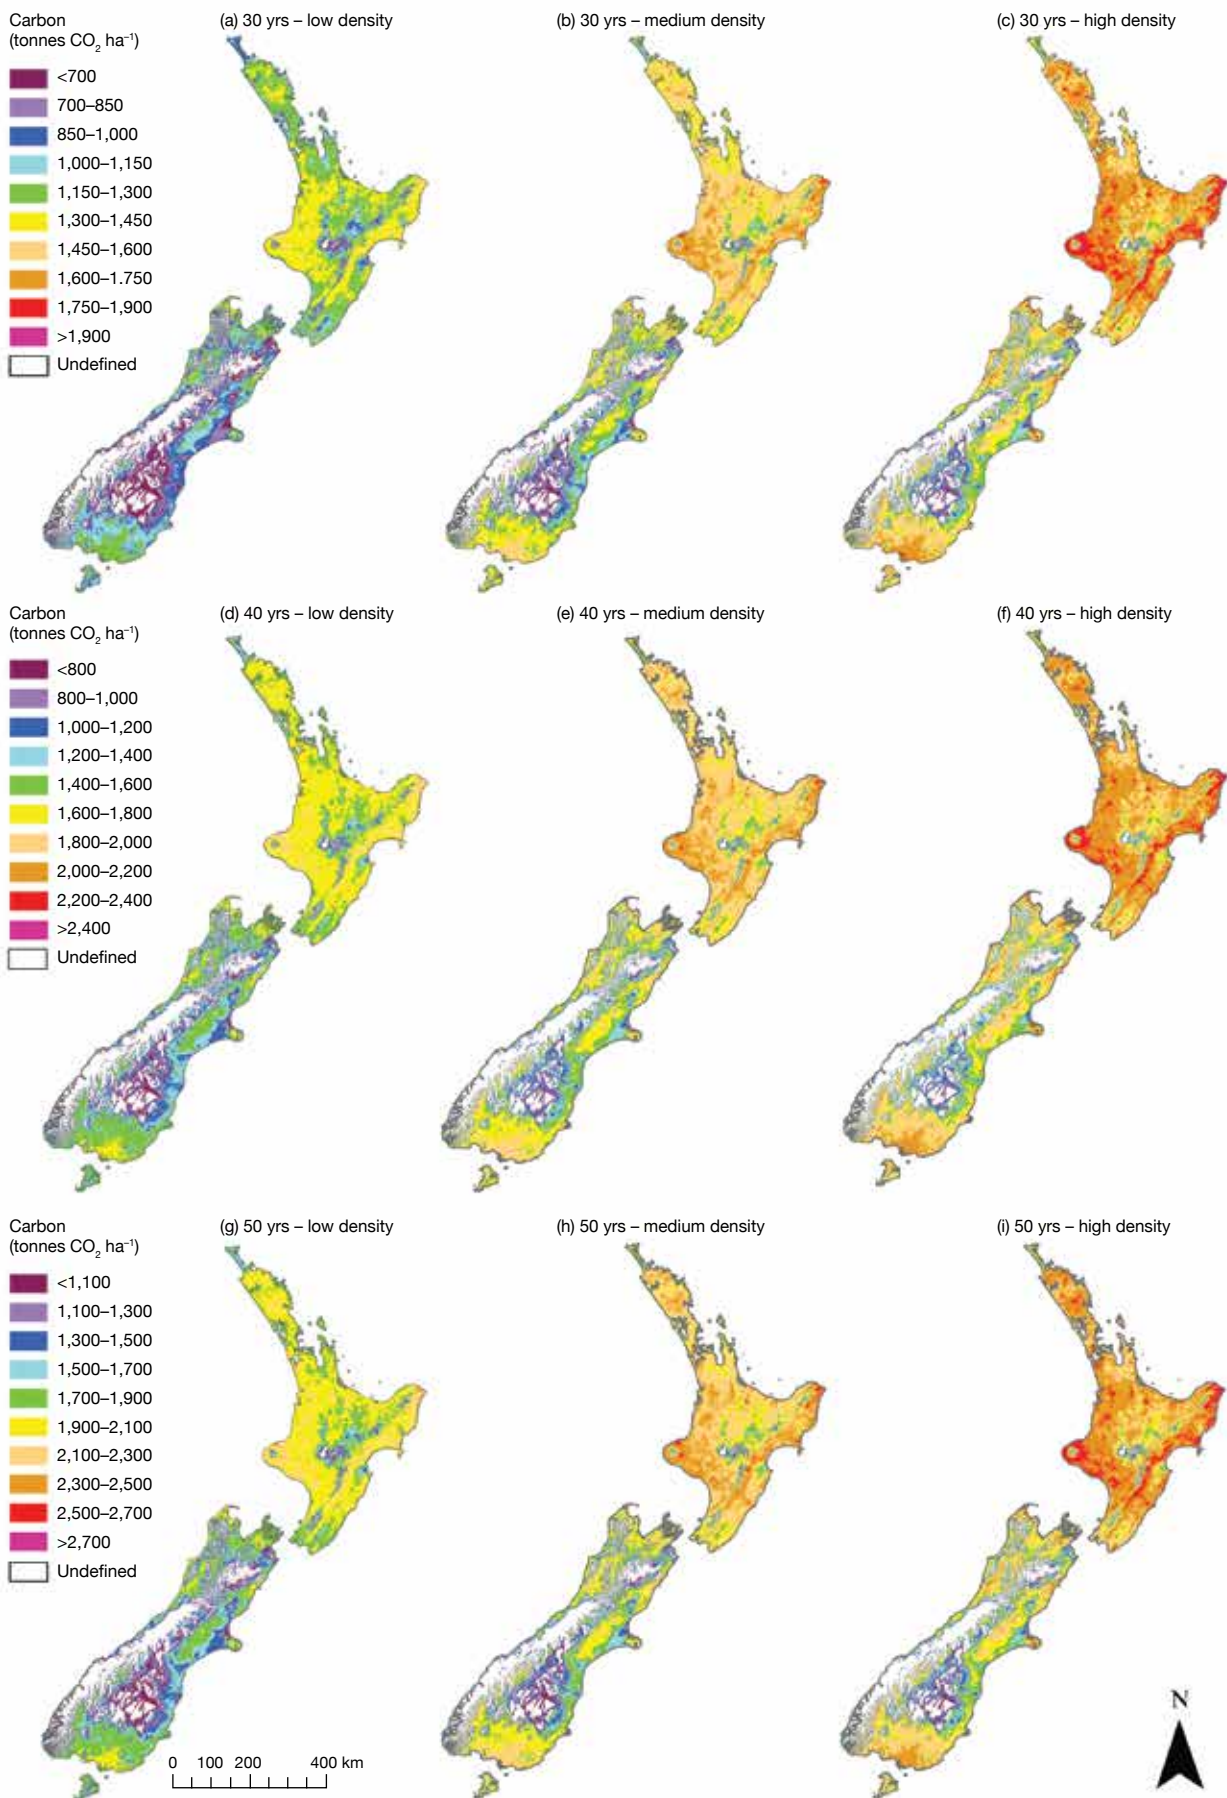 Carbon
(tonnes CO₂ ha⁻¹)
(a) 30 yrs – low density
(b) 30 yrs – medium density
(c) 30 yrs – high density
<700
700–850
850–1,000
1,000–1,150
1,150–1,300
1,300–1,450
1,450–1,600
1,600–1.750
1,750–1,900
>1,900
Undefined
Carbon
(tonnes CO₂ ha⁻¹)
(d) 40 yrs – low density
(e) 40 yrs – medium density
(f) 40 yrs – high density
<800
800–1,000
1,000–1,200
1,200–1,400
1,400–1,600
1,600–1,800
1,800–2,000
2,000–2,200
2,200–2,400
>2,400
Undefined
Carbon
(tonnes CO₂ ha⁻¹)
(g) 50 yrs – low density
(h) 50 yrs – medium density
(i) 50 yrs – high density
<1,100
1,100–1,300
1,300–1,500
1,500–1,700
1,700–1,900
1,900–2,100
2,100–2,300
2,300–2,500
2,500–2,700
>2,700
Undefined
0 100 200 400 km
N